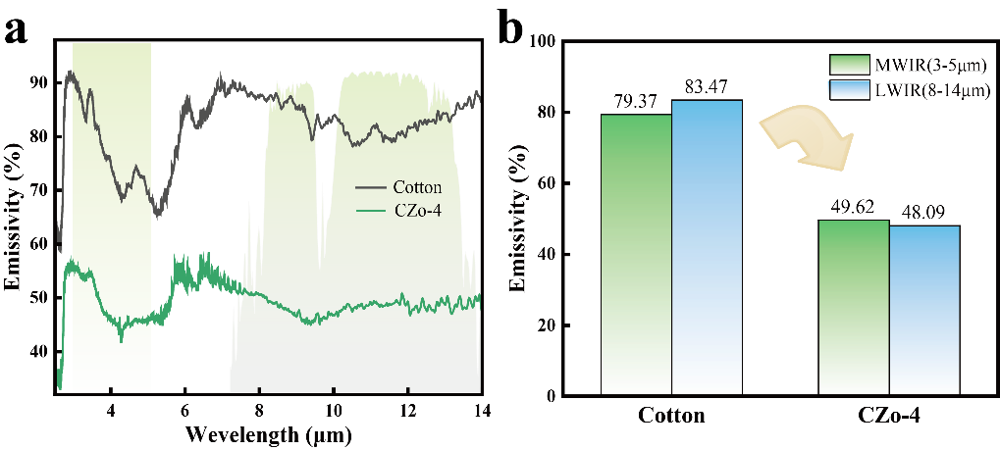 a
Emissivity (%)
90
80
70
60
50
40
Cotton
CZo-4
4
6
8
10
12
14
Wavelength (μm)
b
Emissivity (%)
100
80
60
40
20
0
MWIR(3-5μm)
LWIR(8-14μm)
79.37
83.47
49.62
48.09
Cotton
CZo-4